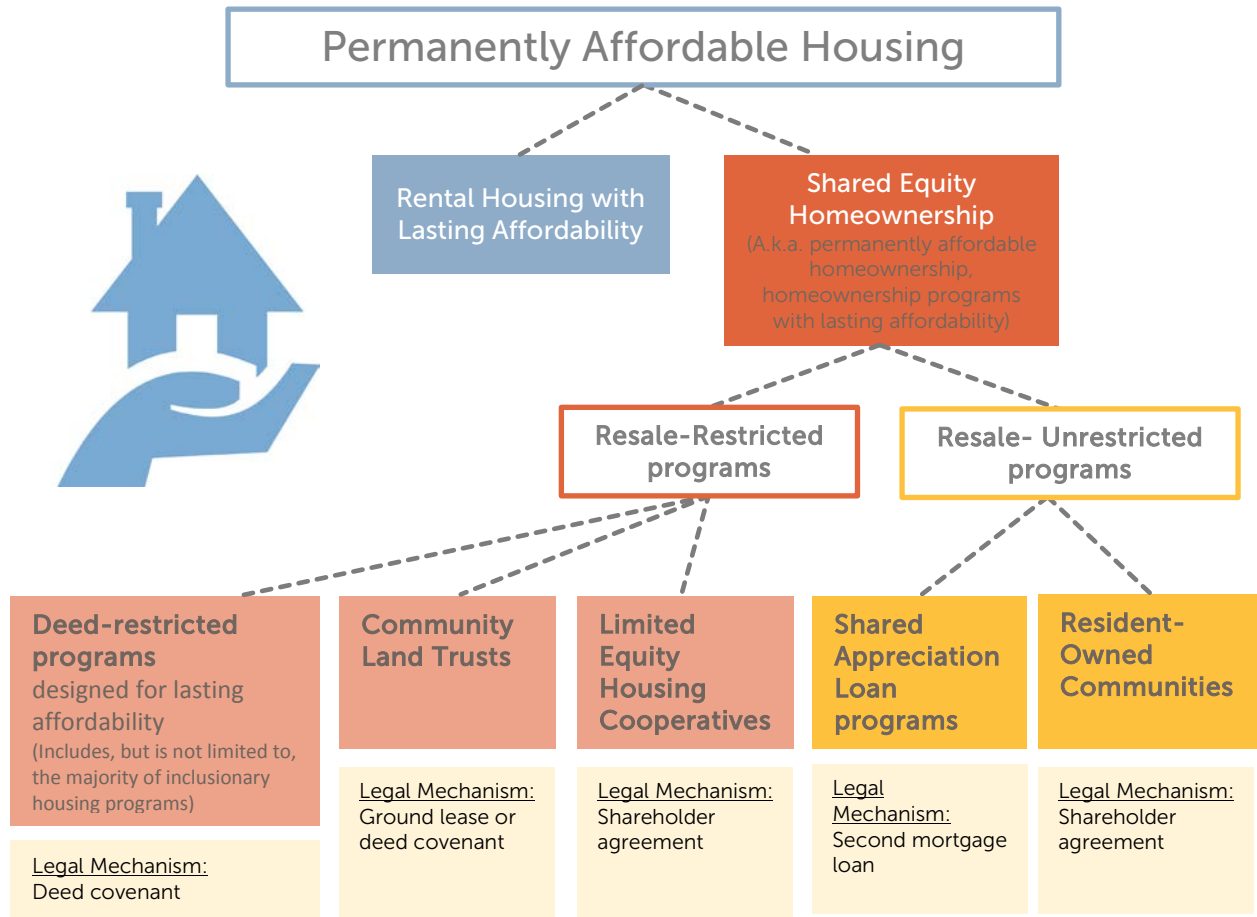 Permanently Affordable Housing
Rental Housing with
Lasting Affordability
Shared Equity
Homeownership
(A.k.a. permanently affordable
homeownership,
homeownership programs
with lasting affordability)
Resale-Restricted
programs
Resale- Unrestricted
programs
Deed-restricted
programs
designed for lasting
affordability
(Includes, but is not limited to,
the majority of inclusionary
housing programs)
Legal Mechanism:
Deed covenant
Community
Land Trusts
Legal Mechanism:
Ground lease or
deed covenant
Limited
Equity
Housing
Cooperatives
Legal Mechanism:
Shareholder
agreement
Shared
Appreciation
Loan
programs
Legal
Mechanism:
Second mortgage
loan
Resident-
Owned
Communities
Legal Mechanism:
Shareholder
agreement